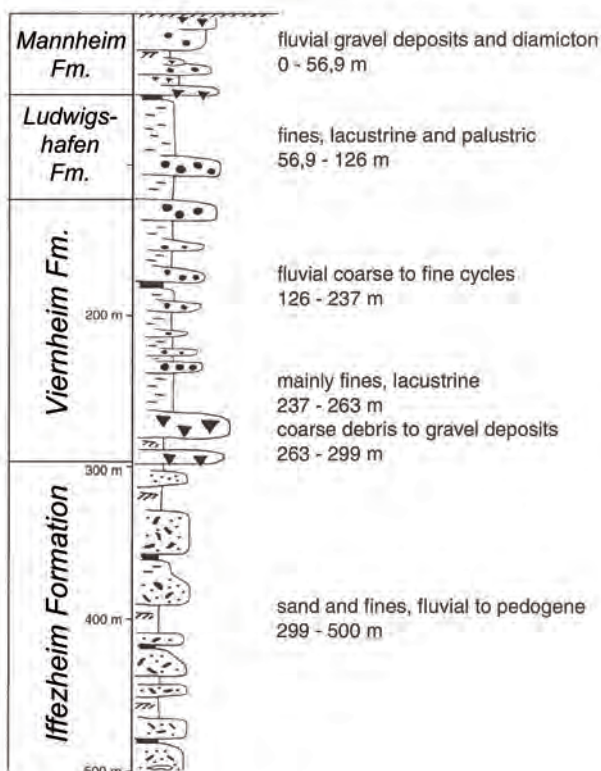 Mannheim
Fm.
fluvial gravel deposits and diamicton
0 - 56,9 m
Ludwigs-
hafen
Fm.
fines, lacustrine and palustric
56,9 - 126 m
Viernheim Fm.
fluvial coarse to fine cycles
126 - 237 m
200 m
mainly fines, lacustrine
237 - 263 m
coarse debris to gravel deposits
263 - 299 m
300 m
Iffezheim Formation
sand and fines, fluvial to pedogene
299 - 500 m
400 m
500 m